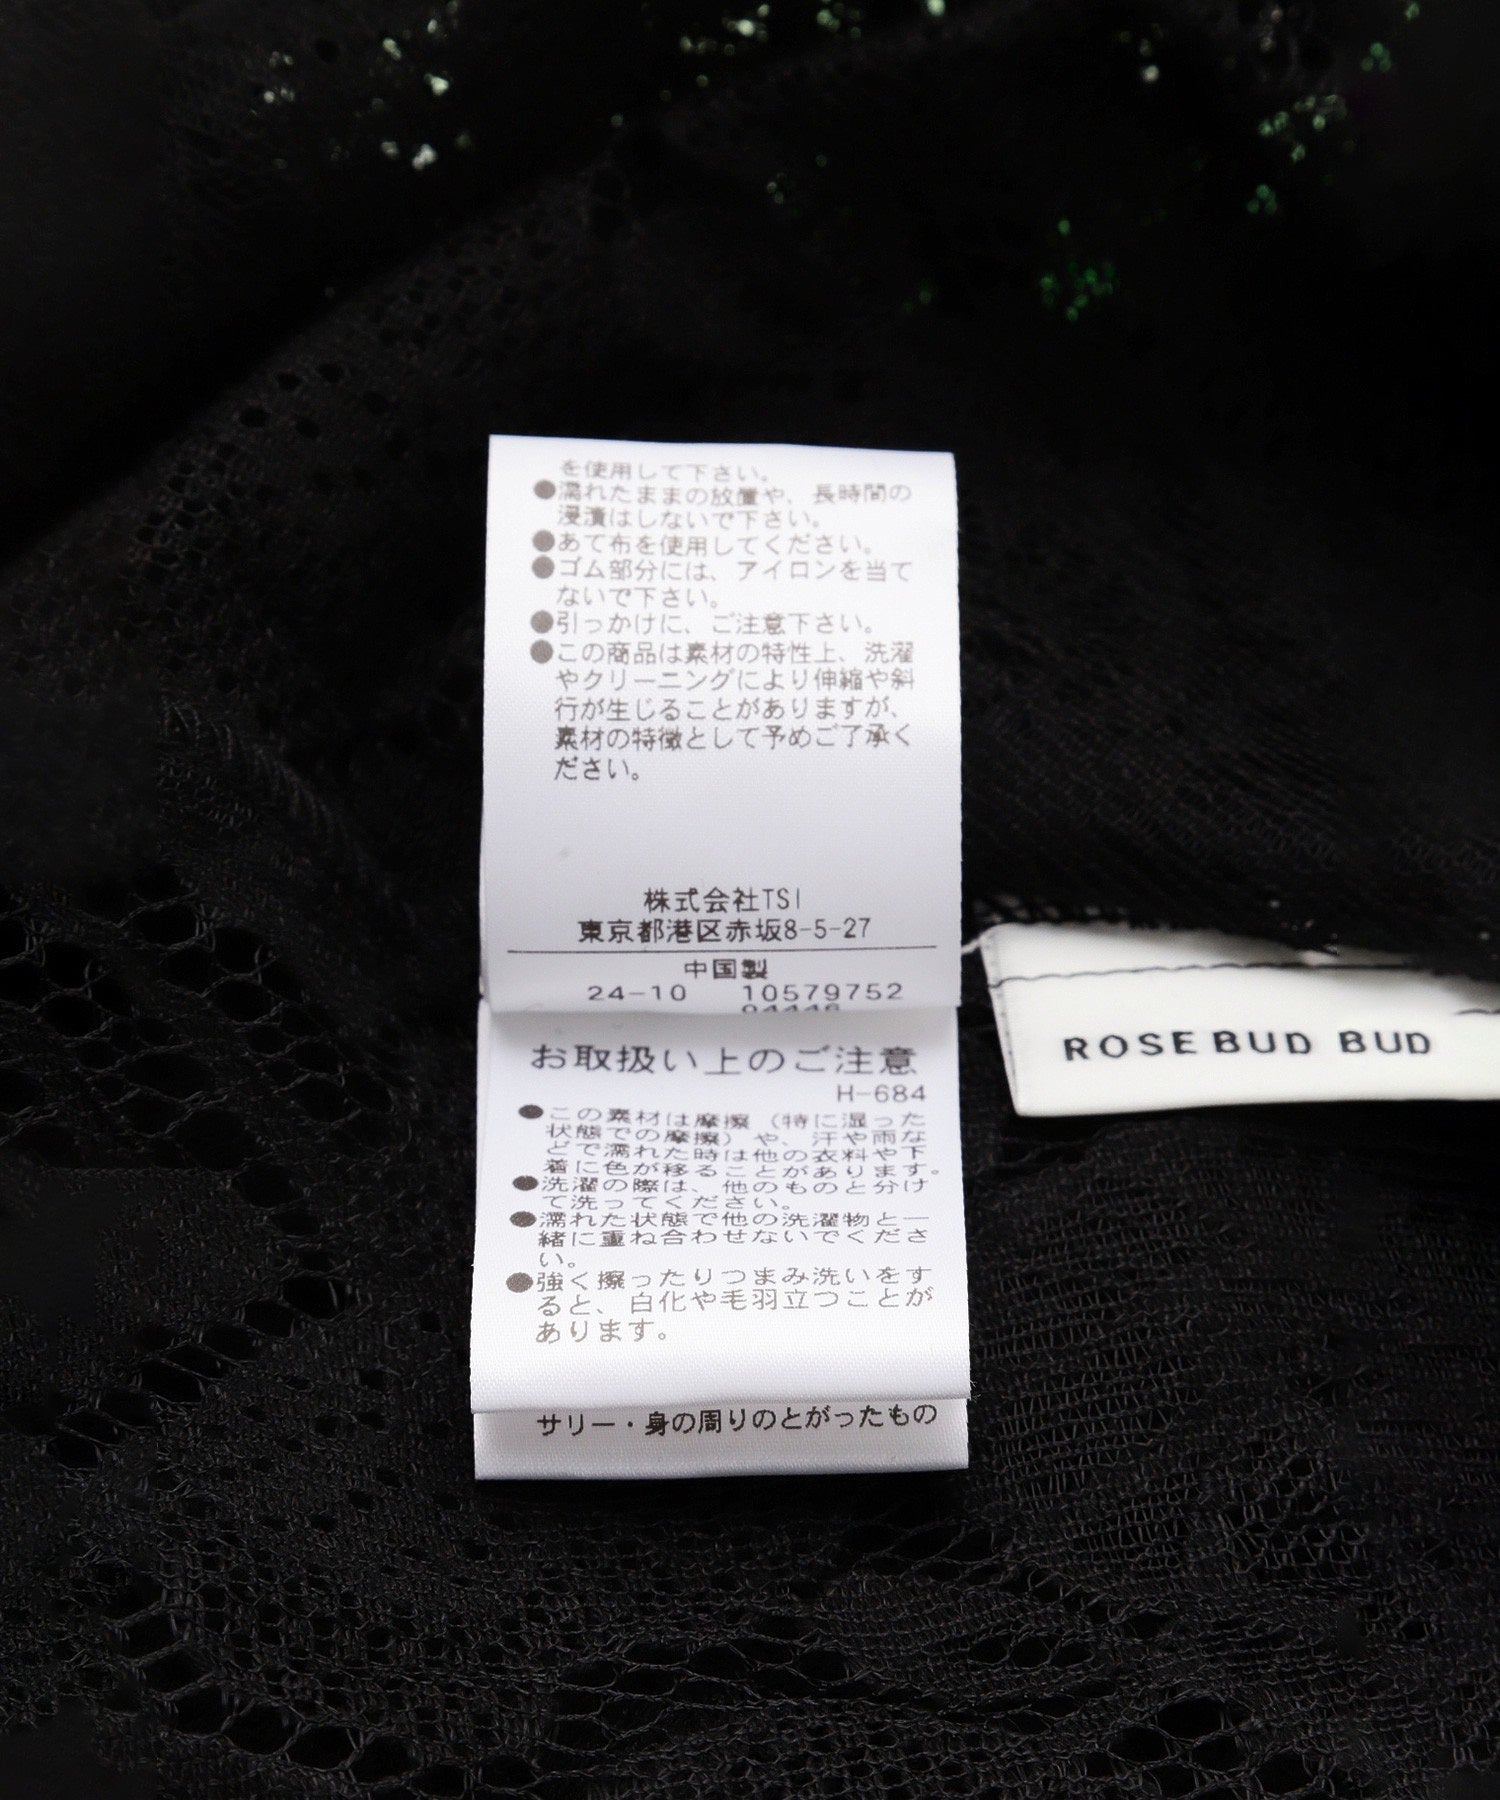 を使用して下さい。
●濡れたままの放置や、長時間の
浸漬はしないで下さい。
●あて布を使用してください。
●ゴム部分には、アイロンを当て
ないで下さい。
●引っかけに、ご注意下さい。
●この商品は素材の特性上、洗濯
やクリーニングにより伸縮や斜
行が生じることがありますが、
素材の特徴として予めご了承く
ださい。
株式会社TSI
東京都港区赤坂8-5-27
中国製
24-10 10579752
お取扱い上のご注意
H-684
●この素材は摩擦（特に湿った
状態での摩擦）や、汗や雨な
どで濡れた時は他の衣料や下
着に色が移ることがあります。
●洗濯の際は、他のものと分け
て洗ってください。
●濡れた状態で他の洗濯物と一
緒に重ね合わせないでくださ
い。
●強く擦ったりつまみ洗いをす
ると、白化や毛羽立つことが
あります。
サリー・身の周りのとがったもの
ROSE BUD BUD